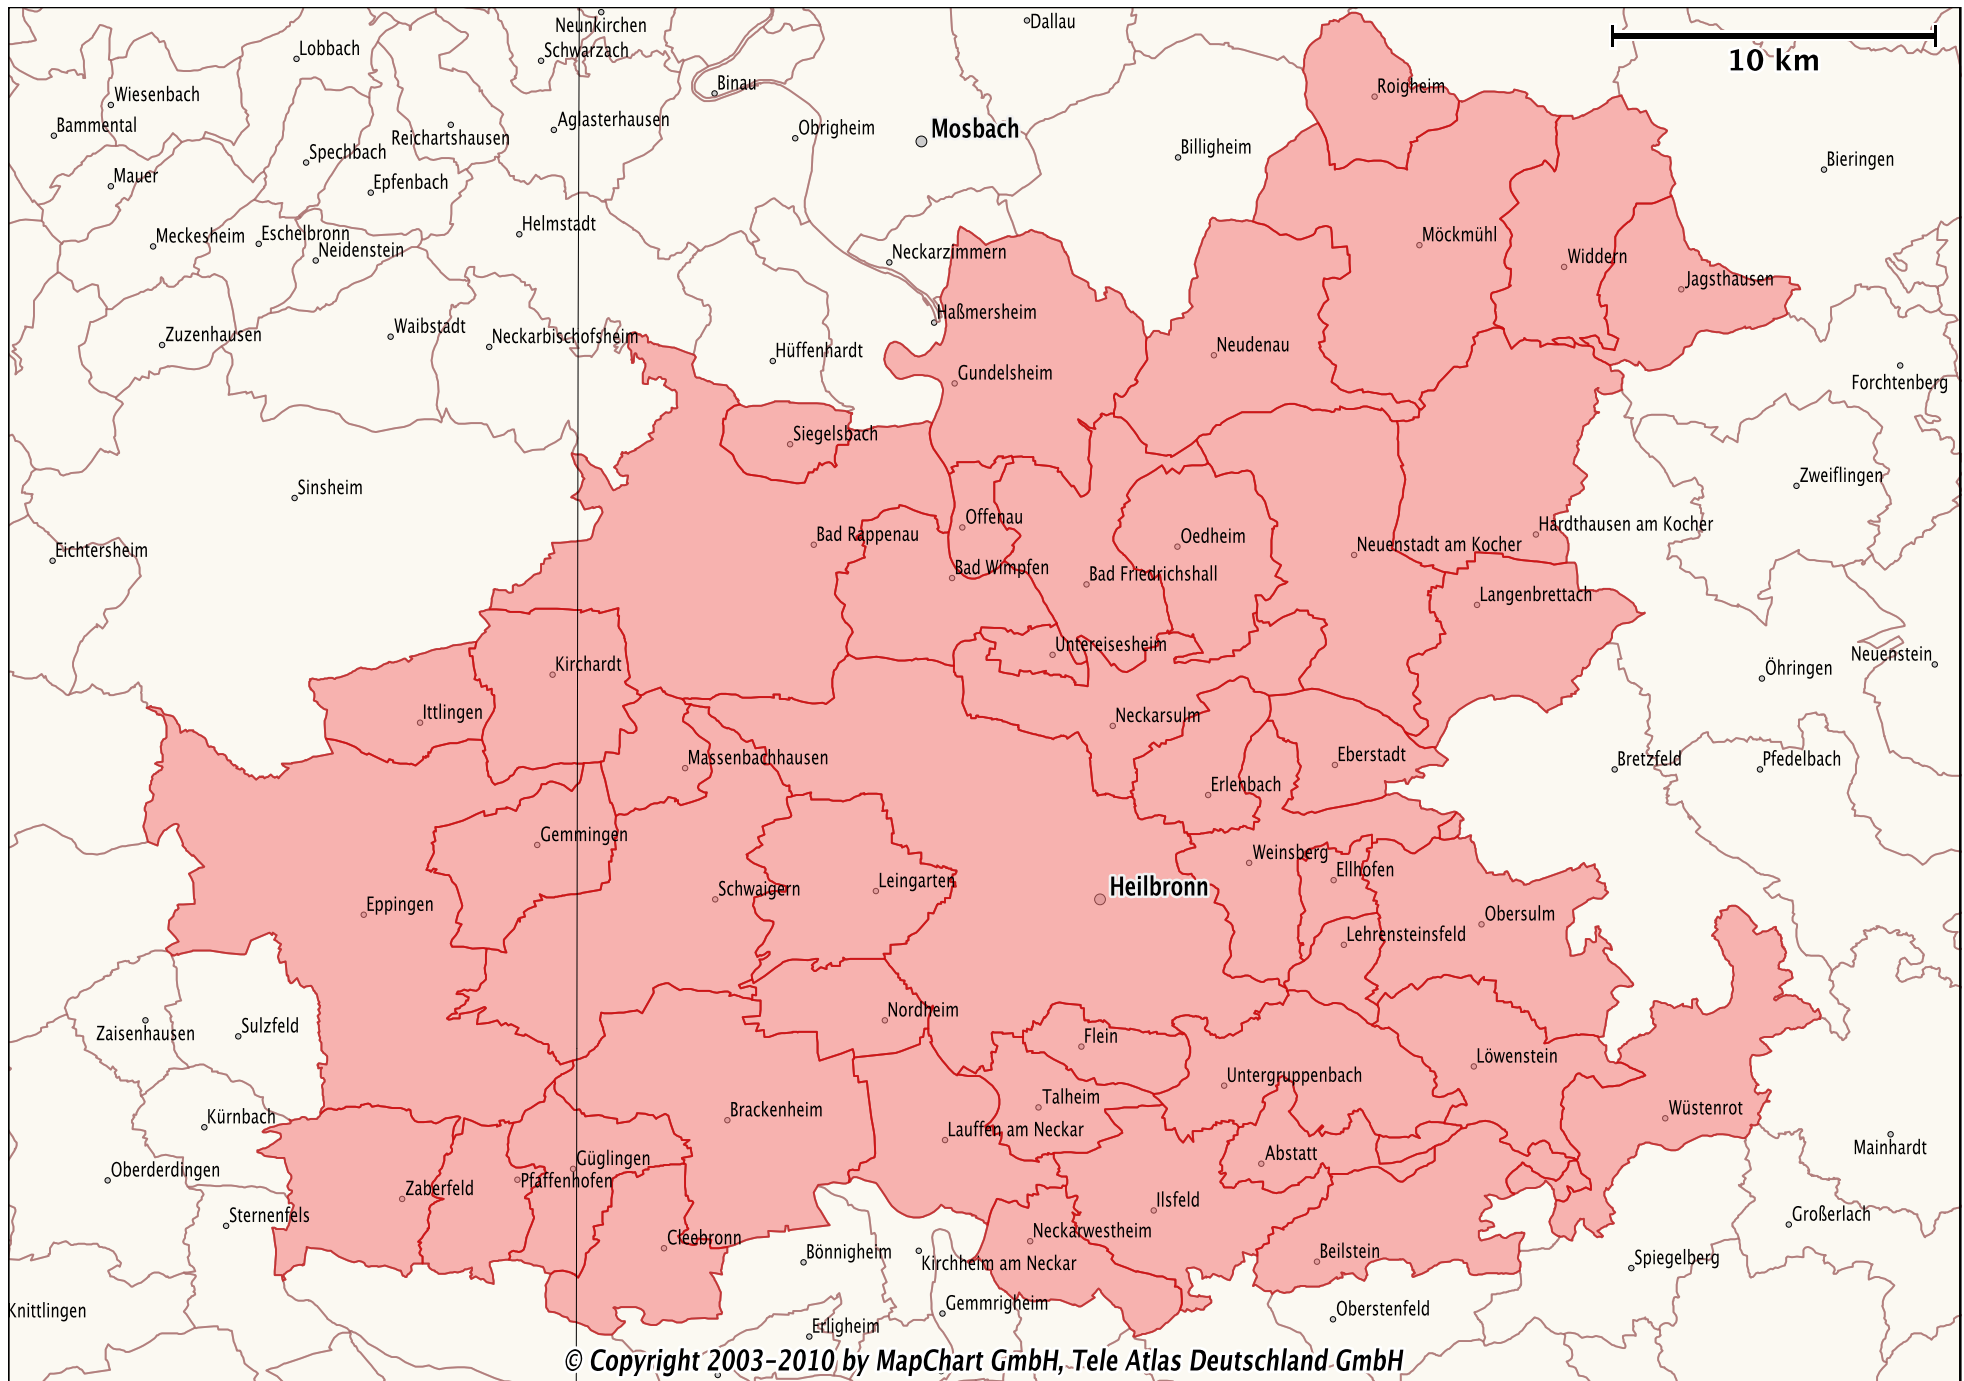 Neunkirchen
Dallau
Lobbach
Schwarzach
10 km
Binau
Roigheim
Wiesenbach
Bammental
Aglasterhausen
Obrigheim
Mosbach
Reichartshausen
Billigheim
Spechbach
Bieringen
Mauer
Epfenbach
Helmstadt
Meckesheim
Eschelbronn
Möckmühl
Neidenstein
Neckarzimmern
Widdern
Jagsthausen
Haßmersheim
Zuzenhausen
Waibstadt
Neckarbischofsheim
Hüffenhardt
Neudenau
Gundelsheim
Forchtenberg
Siegelsbach
Sinsheim
Zweiflingen
Offenau
Hardthausen am Kocher
Eichtersheim
Bad Rappenau
Oedheim
Neuenstadt am Kocher
Bad Wimpfen
Bad Friedrichshall
Langenbrettach
Untereisesheim
Neuenstein
Kirchardt
Öhringen
Ittlingen
Neckarsulm
Massenbachhausen
Eberstadt
Bretzfeld
Pfedelbach
Erlenbach
Gemmingen
Weinsberg
Ellhofen
Schwaigern
Leingarten
Heilbronn
Eppingen
Obersulm
Lehrensteinsfeld
Nordheim
Zaisenhausen
Sulzfeld
Flein
Löwenstein
Untergruppenbach
Talheim
Kürnbach
Brackenheim
Wüstenrot
Lauffen am Neckar
Mainhardt
Abstatt
Güglingen
Oberderdingen
Pfaffenhofen
Zaberfeld
Ilsfeld
Sternenfels
Großerlach
Neckarwestheim
Cleebronn
Bönnigheim
Beilstein
Kirchheim am Neckar
Spiegelberg
Gemmrigheim
Knittlingen
Oberstenfeld
Erligheim
© Copyright 2003-2010 by MapChart GmbH, Tele Atlas Deutschland GmbH